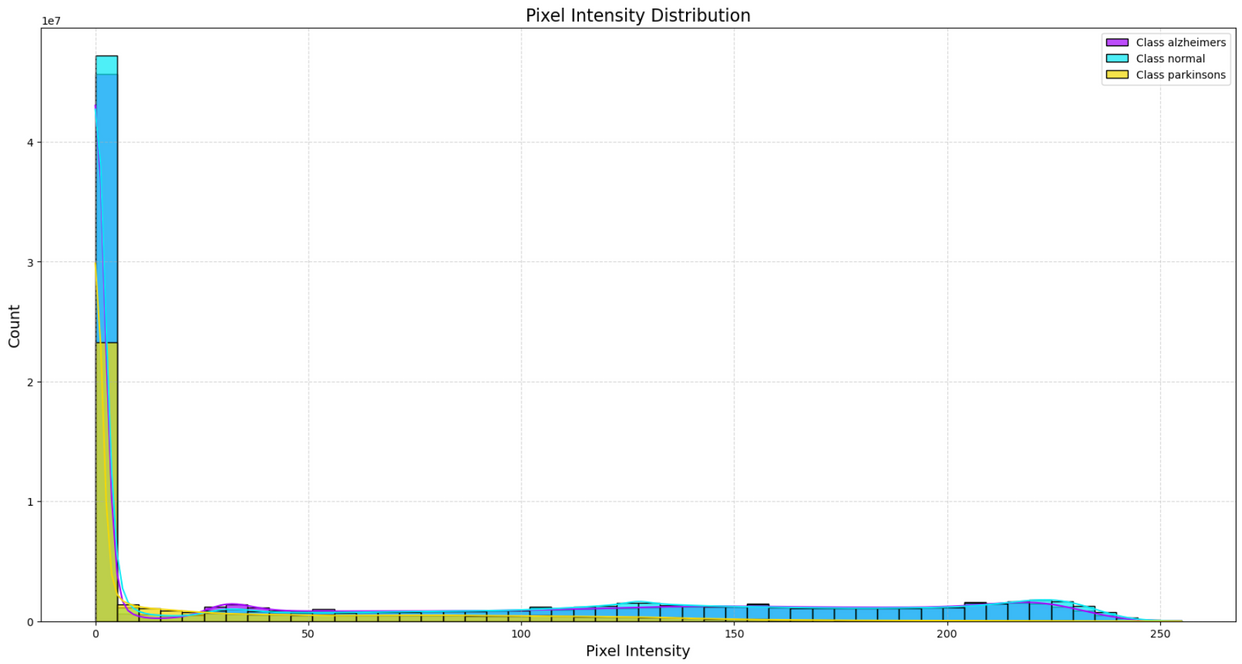 Pixel Intensity Distribution
1e7
Class alzheimers
Class normal
Class parkinsons
4
3
2
1
0
Count
0 50 100 150 200 250
Pixel Intensity